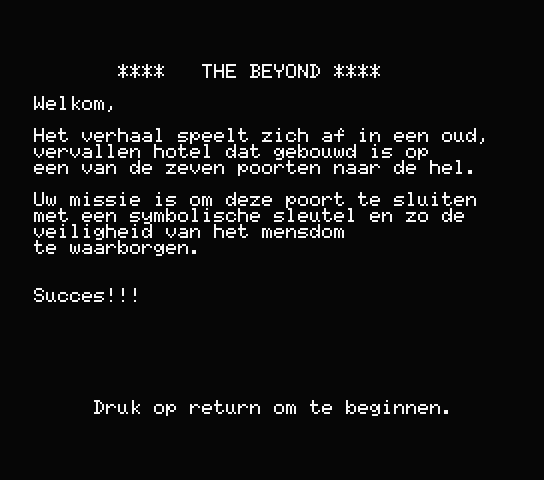 **** THE BEYOND ****
Welkom,
Het verhaal speelt zich af in een oud,
vervallen hotel dat gebouwd is op
een van de zeven poorten naar de hel.
Uw missie is om deze poort te sluiten
met een symbolische sleutel en zo de
veiligheid van het mensdom
te waarborgen.
Succes!!!
Druk op return om te beginnen.